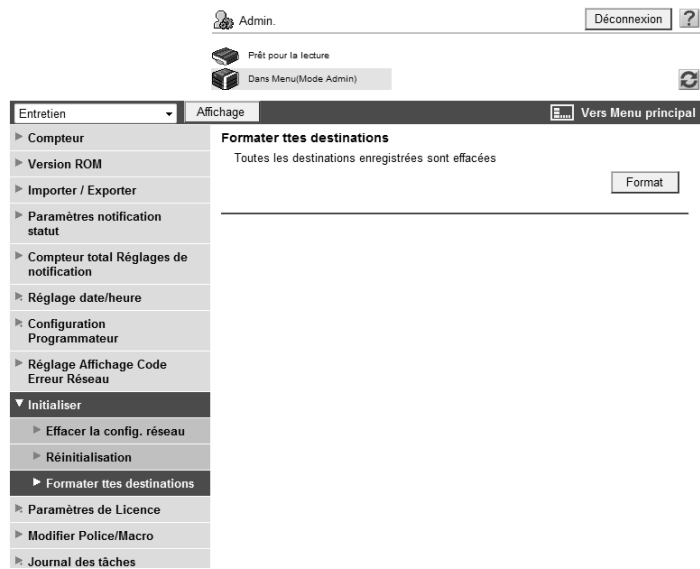 Admin.
Déconnexion
?
Prêt pour la lecture
Dans Menu(Mode Admin)
Entretien
Affichage
Vers Menu principal
Compteur
Version ROM
Importer / Exporter
Paramètres notification
statut
Compteur total Réglages de
notification
Réglage date/heure
Configuration
Programmateur
Réglage Affichage Code
Erreur Réseau
Initialiser
Effacer la config. réseau
Réinitialisation
Formater ttes destinations
Paramètres de Licence
Modifier Police/Macro
Journal des tâches
Formater ttes destinations
Toutes les destinations enregistrées sont effacées
Format